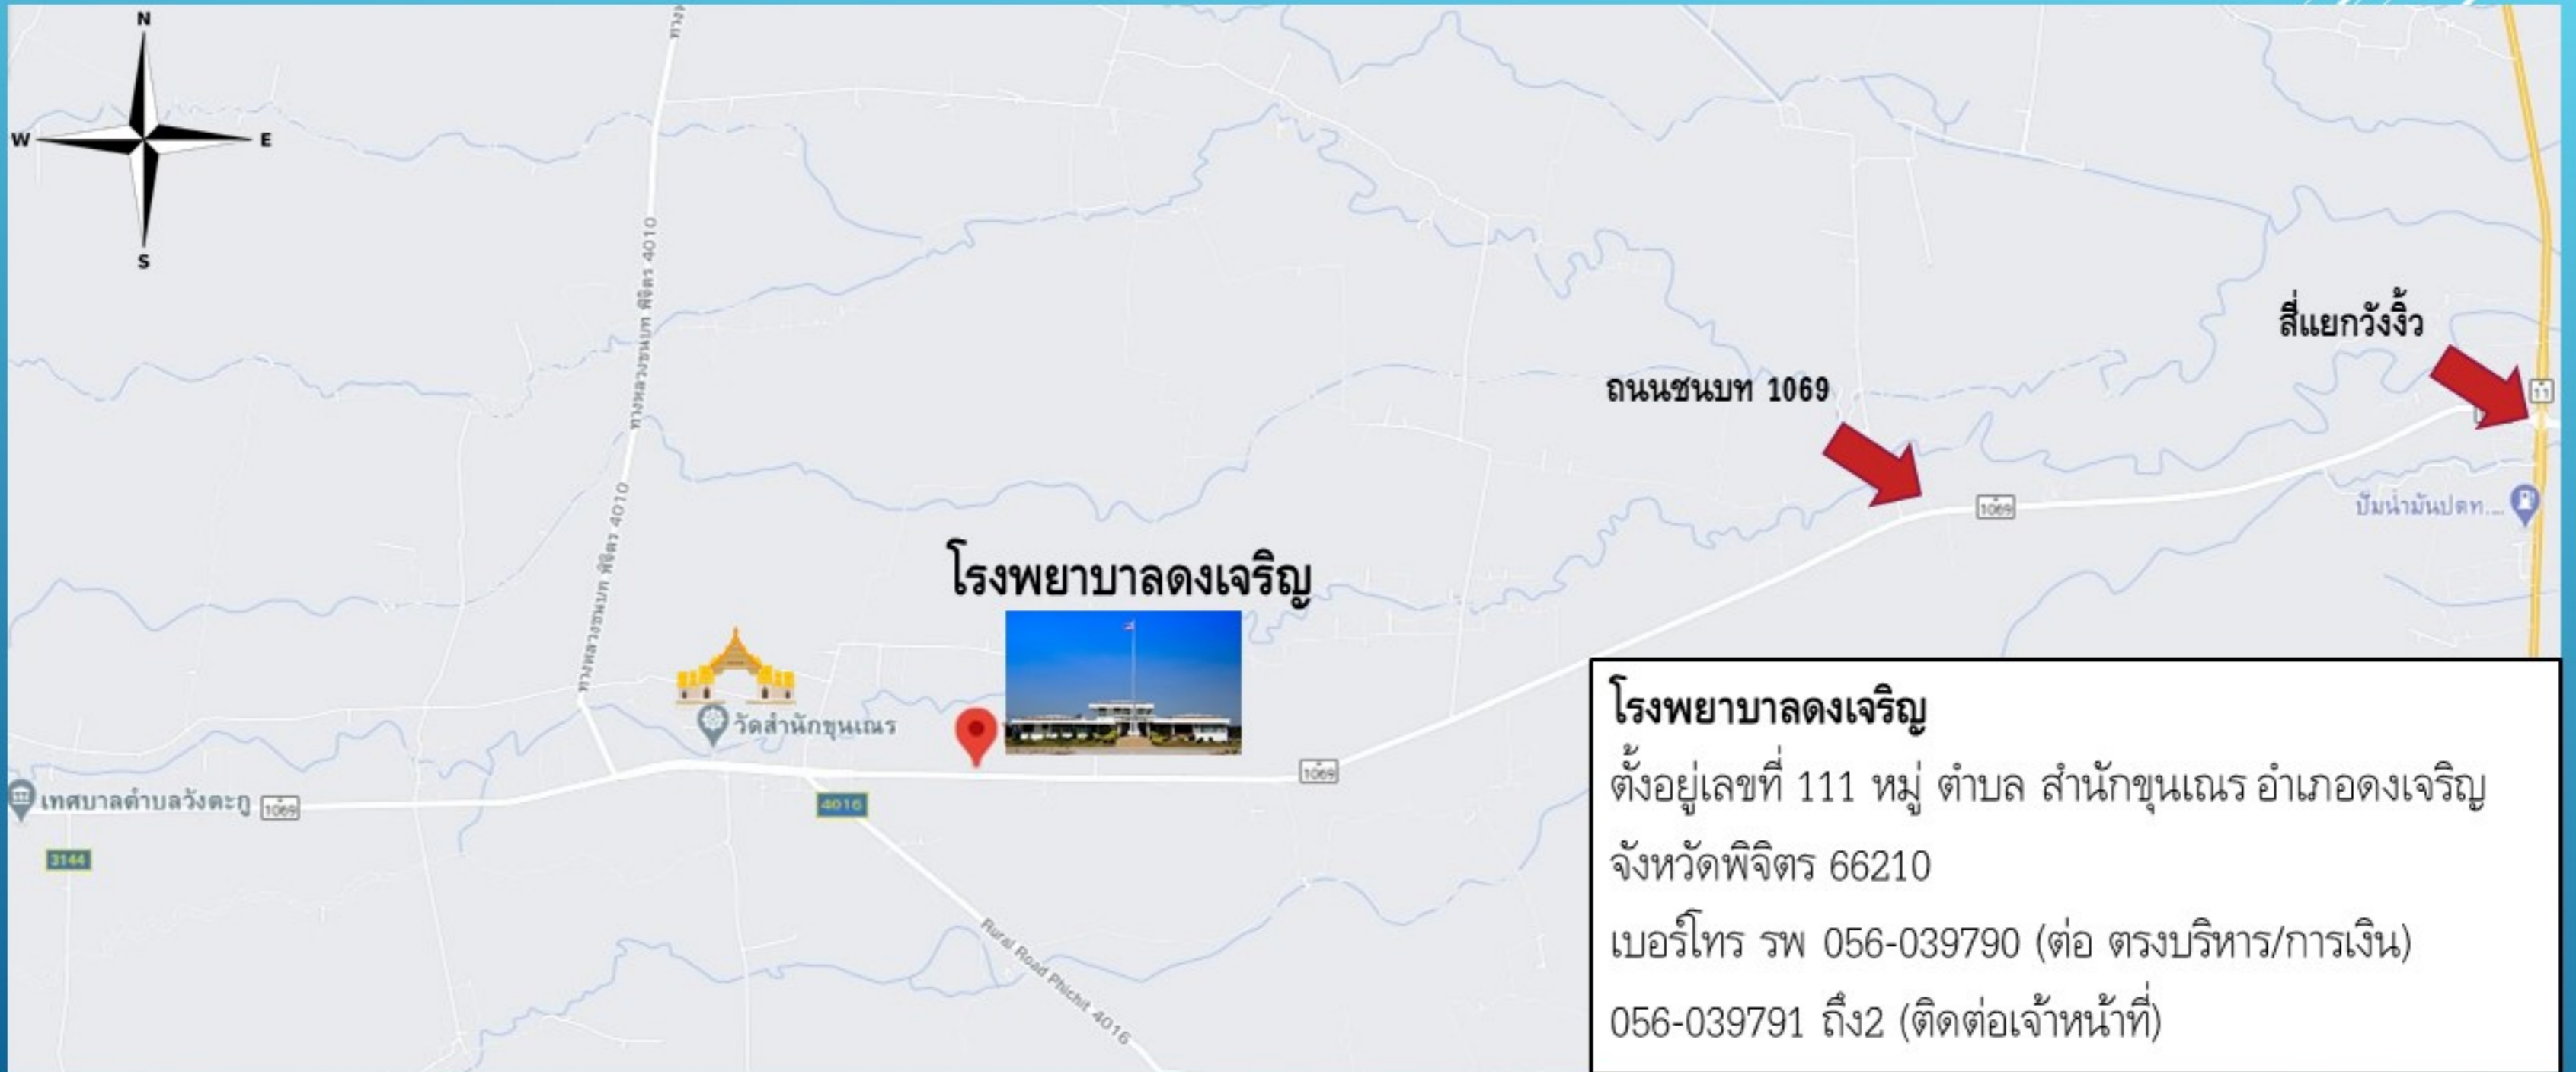 N
W
E
S
ทางหลวงชนบท พิจิตร 4010
สี่แยกวังงิ้ว
11
ถนนชนบท 1069
1069
ปั๊มน้ำมันปตท....
ทางหลวงชนบท พิจิตร 4010
โรงพยาบาลดงเจริญ
วัดสำนักขุนเณร
1069
เทศบาลตำบลวังตะกู
1069
4016
3144
Rural Road Phichit 4016
โรงพยาบาลดงเจริญ
ตั้งอยู่เลขที่ 111 หมู่ ตำบล สำนักขุนเณร อำเภอดงเจริญ
จังหวัดพิจิตร 66210
เบอร์โทร รพ 056-039790 (ต่อ ตรงบริหาร/การเงิน)
056-039791 ถึง2 (ติดต่อเจ้าหน้าที่)